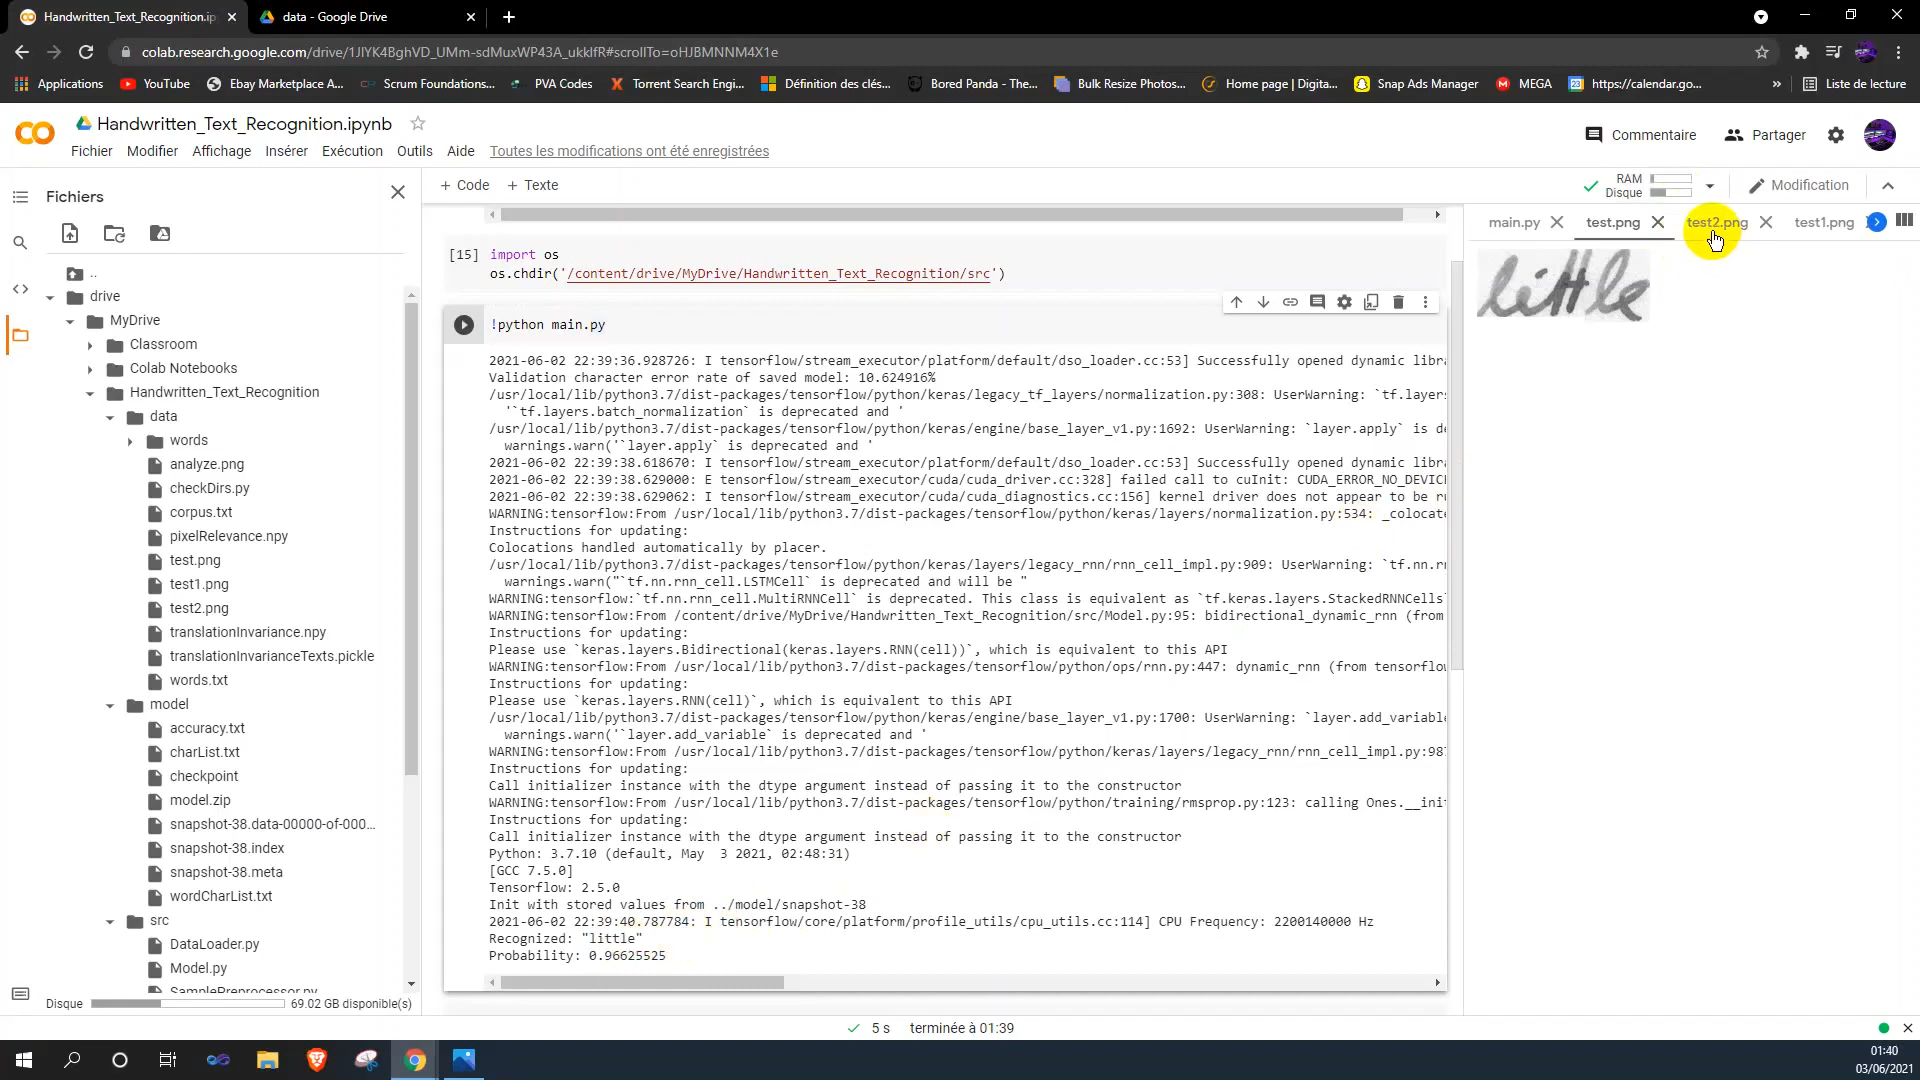 Handwritten_Text_Recognition.ip
data - Google Drive
colab.research.google.com/drive/1JlYK4BghVD_UMm-sdMuxWP43A_ukklfR#scrollTo=oHJBMNNM4X1e
Applications
YouTube
Ebay Marketplace A...
Scrum Foundations...
PVA Codes
Torrent Search Engi...
Définition des clés...
Bored Panda - The...
Bulk Resize Photos...
Home page | Digita...
Snap Ads Manager
MEGA
https://calendar.go...
»
Liste de lecture
Handwritten_Text_Recognition.ipynb
Commentaire
Partager
Fichier Modifier Affichage Insérer Exécution Outils Aide Toutes les modifications ont été enregistrées
Fichiers
+ Code + Texte
RAM
Disque
Modification
main.py
test.png
test2.png
test1.png
..
drive
MyDrive
Classroom
Colab Notebooks
Handwritten_Text_Recognition
data
words
analyze.png
checkDirs.py
corpus.txt
pixelRelevance.npy
test.png
test1.png
test2.png
translationInvariance.npy
translationInvarianceTexts.pickle
words.txt
model
accuracy.txt
charList.txt
checkpoint
model.zip
snapshot-38.data-00000-of-000...
snapshot-38.index
snapshot-38.meta
wordCharList.txt
src
DataLoader.py
Model.py
SamplePreprocessor.py
Disque 69.02 GB disponible(s)
[15] import os
os.chdir('/content/drive/MyDrive/Handwritten_Text_Recognition/src')
!python main.py
2021-06-02 22:39:36.928726: I tensorflow/stream_executor/platform/default/dso_loader.cc:53] Successfully opened dynamic libra
Validation character error rate of saved model: 10.624916%
/usr/local/lib/python3.7/dist-packages/tensorflow/python/keras/legacy_tf_layers/normalization.py:308: UserWarning: `tf.layers
'`tf.layers.batch_normalization` is deprecated and '
/usr/local/lib/python3.7/dist-packages/tensorflow/python/keras/engine/base_layer_v1.py:1692: UserWarning: `layer.apply` is de
warnings.warn('`layer.apply` is deprecated and '
2021-06-02 22:39:38.618670: I tensorflow/stream_executor/platform/default/dso_loader.cc:53] Successfully opened dynamic libra
2021-06-02 22:39:38.629000: E tensorflow/stream_executor/cuda/cuda_driver.cc:328] failed call to cuInit: CUDA_ERROR_NO_DEVICE
2021-06-02 22:39:38.629062: I tensorflow/stream_executor/cuda/cuda_diagnostics.cc:156] kernel driver does not appear to be ru
WARNING:tensorflow:From /usr/local/lib/python3.7/dist-packages/tensorflow/python/keras/layers/normalization.py:534: _colocate
Instructions for updating:
Colocations handled automatically by placer.
/usr/local/lib/python3.7/dist-packages/tensorflow/python/keras/layers/legacy_rnn/rnn_cell_impl.py:909: UserWarning: `tf.nn.rn
warnings.warn("`tf.nn.rnn_cell.LSTMCell` is deprecated and will be "
WARNING:tensorflow:`tf.nn.rnn_cell.MultiRNNCell` is deprecated. This class is equivalent as `tf.keras.layers.StackedRNNCells`
WARNING:tensorflow:From /content/drive/MyDrive/Handwritten_Text_Recognition/src/Model.py:95: bidirectional_dynamic_rnn (from
Instructions for updating:
Please use `keras.layers.Bidirectional(keras.layers.RNN(cell))`, which is equivalent to this API
WARNING:tensorflow:From /usr/local/lib/python3.7/dist-packages/tensorflow/python/ops/rnn.py:447: dynamic_rnn (from tensorflow
Instructions for updating:
Please use `keras.layers.RNN(cell)`, which is equivalent to this API
/usr/local/lib/python3.7/dist-packages/tensorflow/python/keras/engine/base_layer_v1.py:1700: UserWarning: `layer.add_variable
warnings.warn('`layer.add_variable` is deprecated and '
WARNING:tensorflow:From /usr/local/lib/python3.7/dist-packages/tensorflow/python/keras/layers/legacy_rnn/rnn_cell_impl.py:987
Instructions for updating:
Call initializer instance with the dtype argument instead of passing it to the constructor
WARNING:tensorflow:From /usr/local/lib/python3.7/dist-packages/tensorflow/python/training/rmsprop.py:123: calling Ones.__init
Instructions for updating:
Call initializer instance with the dtype argument instead of passing it to the constructor
Python: 3.7.10 (default, May  3 2021, 02:48:31)
[GCC 7.5.0]
Tensorflow: 2.5.0
Init with stored values from ../model/snapshot-38
2021-06-02 22:39:40.787784: I tensorflow/core/platform/profile_utils/cpu_utils.cc:114] CPU Frequency: 2200140000 Hz
Recognized: "little"
Probability: 0.96625525
little
5 s terminée à 01:39
01:40
03/06/2021